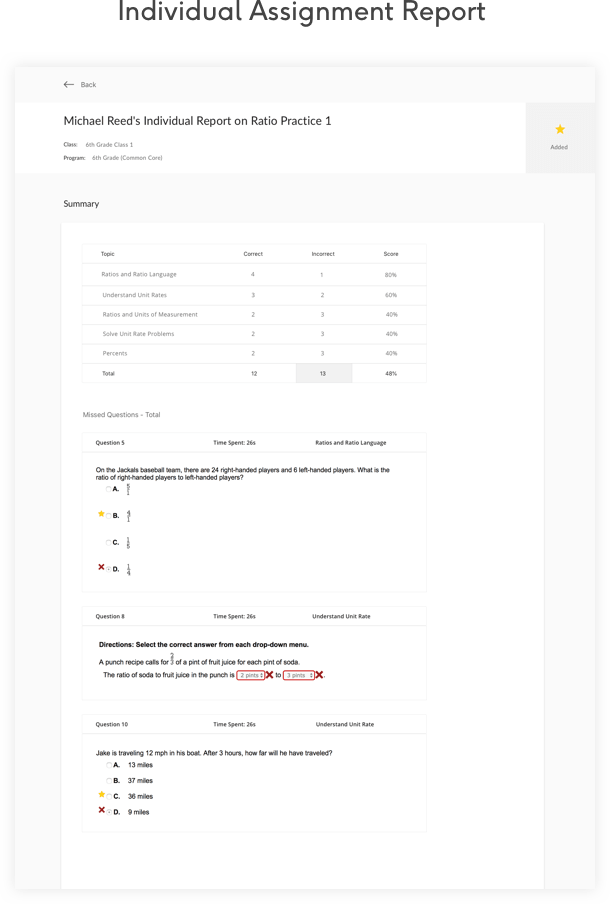 Individual Assignment Report
Back
Michael Reed's Individual Report on Ratio Practice 1
Class: 6th Grade Class 1
Program: 6th Grade (Common Core)
Added
Summary
Topic Correct Incorrect Score
Ratios and Ratio Language 4 1 80%
Understand Unit Rates 3 2 60%
Ratios and Units of Measurement 2 3 40%
Solve Unit Rate Problems 2 3 40%
Percents 2 3 40%
Total 12 13 48%
Missed Questions - Total
Question 5 Time Spent: 26s Ratios and Ratio Language
On the Jackals baseball team, there are 24 right-handed players and 6 left-handed players. What is the
ratio of right-handed players to left-handed players?
A. 5/1
B. 4/1
C. 1/5
D. 1/4
Question 8 Time Spent: 26s Understand Unit Rate
Directions: Select the correct answer from each drop-down menu.
A punch recipe calls for 2/3 of a pint of fruit juice for each pint of soda.
The ratio of soda to fruit juice in the punch is 2 pints to 3 pints .
Question 10 Time Spent: 26s Understand Unit Rate
Jake is traveling 12 mph in his boat. After 3 hours, how far will he have traveled?
A. 13 miles
B. 37 miles
C. 36 miles
D. 9 miles